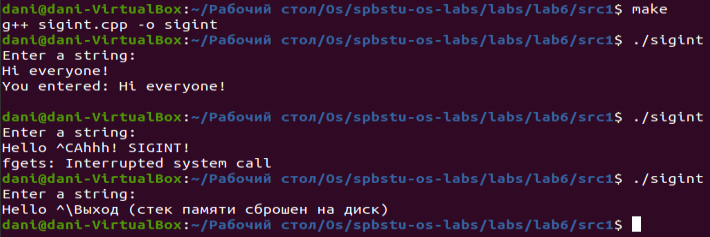 dani@dani-VirtualBox:~/Рабочий стол/Os/spbstu-os-labs/labs/lab6/src1$ make
g++ sigint.cpp -o sigint
dani@dani-VirtualBox:~/Рабочий стол/Os/spbstu-os-labs/labs/lab6/src1$ ./sigint
Enter a string:
Hi everyone!
You entered: Hi everyone!

dani@dani-VirtualBox:~/Рабочий стол/Os/spbstu-os-labs/labs/lab6/src1$ ./sigint
Enter a string:
Hello ^CAhhh! SIGINT!
fgets: Interrupted system call
dani@dani-VirtualBox:~/Рабочий стол/Os/spbstu-os-labs/labs/lab6/src1$ ./sigint
Enter a string:
Hello ^\Выход (стек памяти сброшен на диск)
dani@dani-VirtualBox:~/Рабочий стол/Os/spbstu-os-labs/labs/lab6/src1$